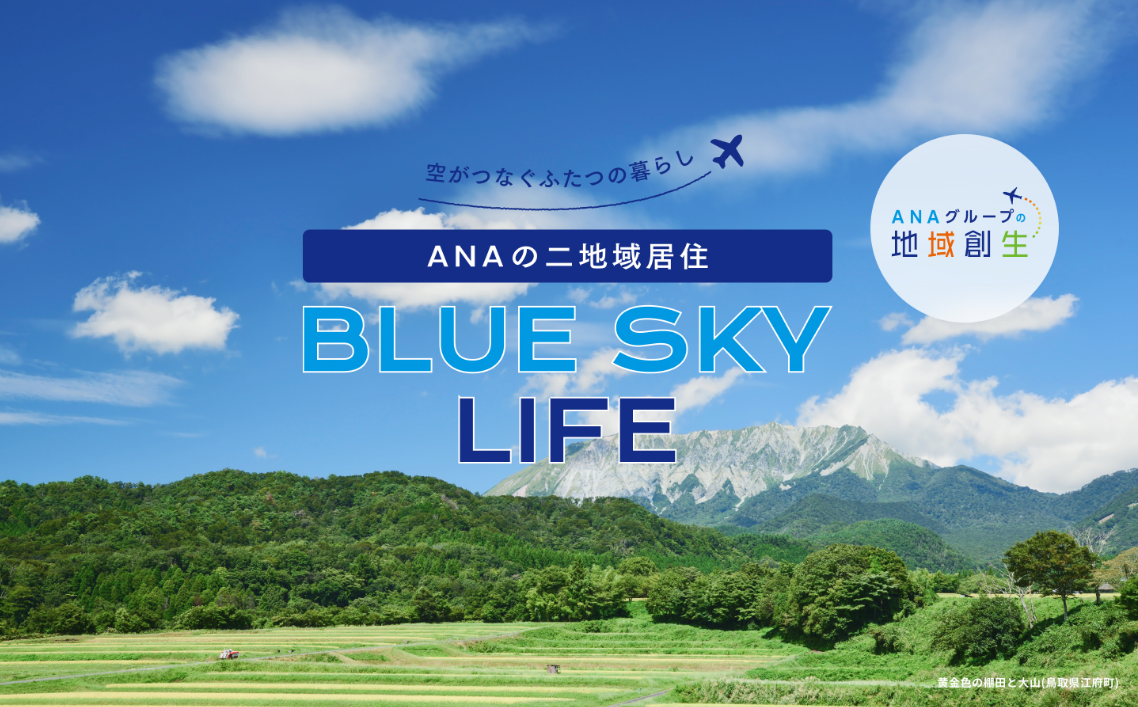 空がつなぐふたつの暮らし
ANAの二地域居住
BLUE SKY
LIFE
ANAグループの
地域創生
黄金色の棚田と大山(鳥取県江府町)